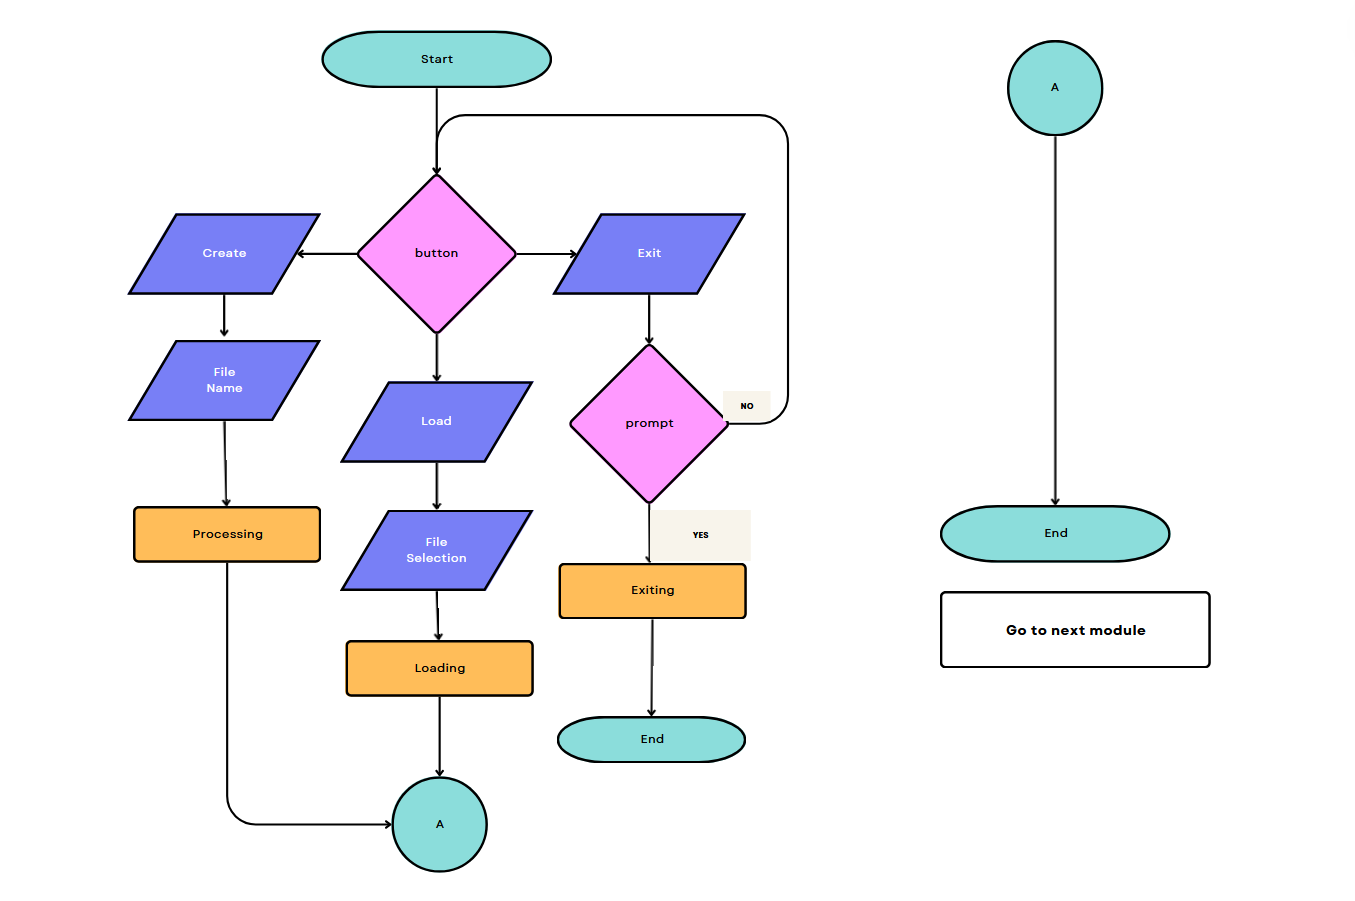 Start
A
Create
button
Exit
File
Name
Load
prompt
NO
Processing
File
Selection
YES
End
Exiting
Go to next module
Loading
End
A